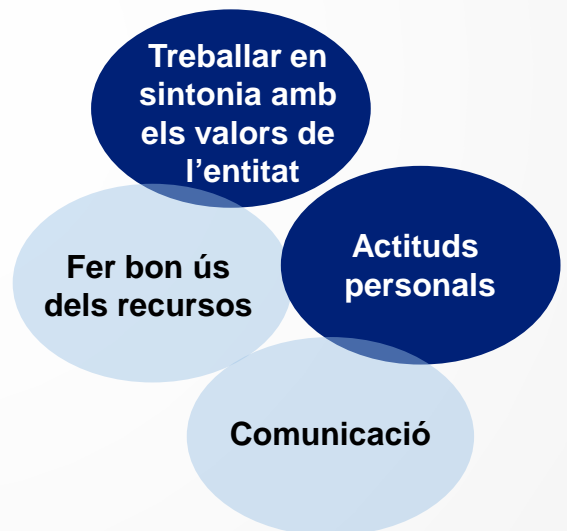 Treballar en
sintonia amb
els valors de
l’entitat
Fer bon ús
dels recursos
Actituds
personals
Comunicació